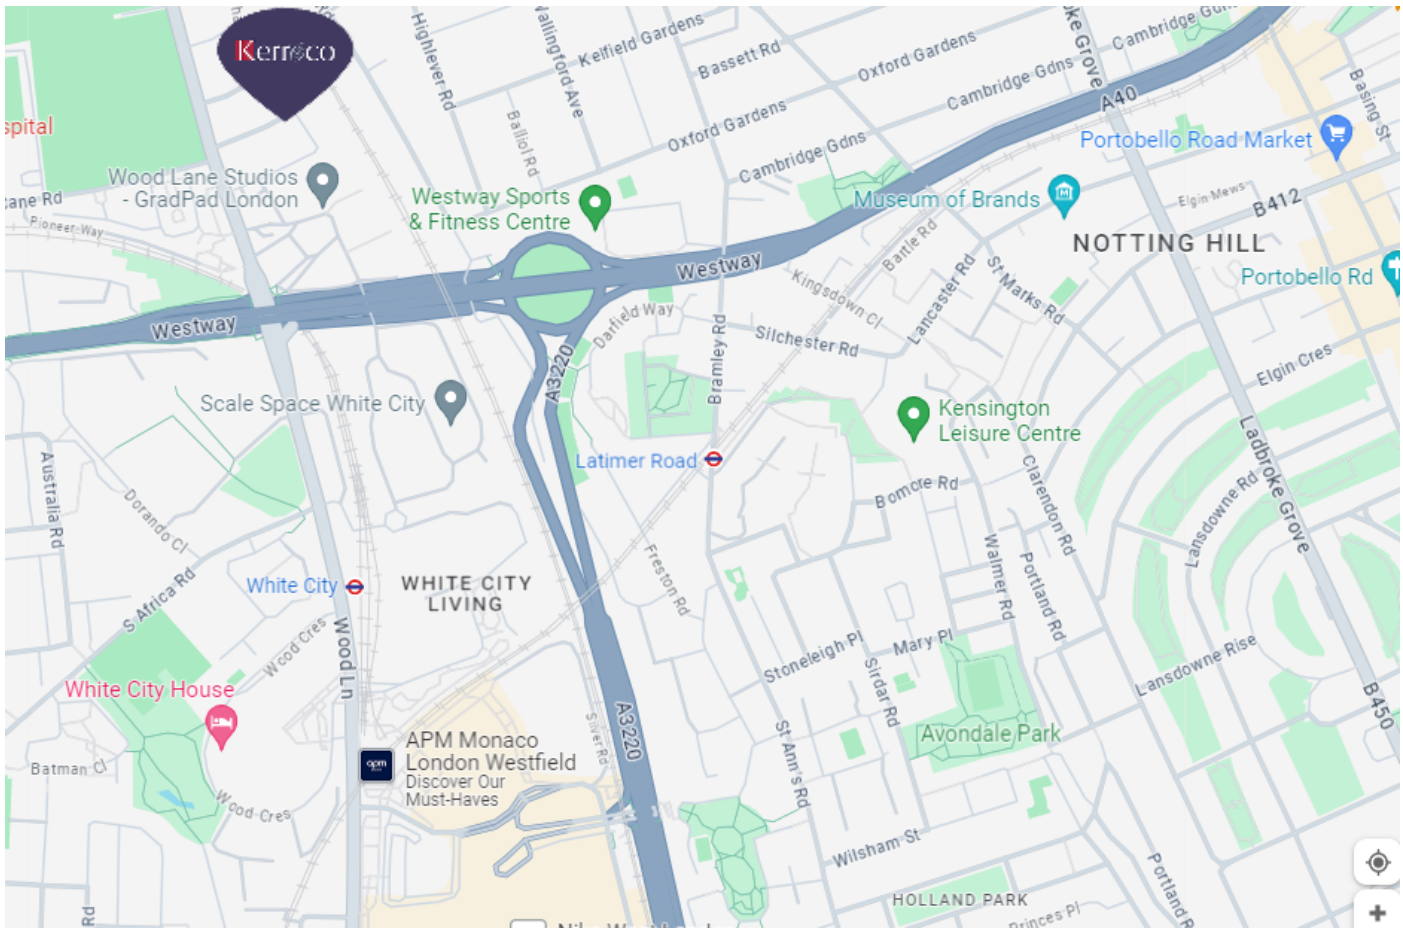 Kerr&co
Highlever Rd
Wallingford Ave
Kelfield Gardens
Bassett Rd
Oxford Gardens
Cambridge Gdns
Ladbroke Grove
Cambridge Gdns
A40
Basing St
Balliol Rd
Oxford Gardens
Cambridge Gdns
Portobello Road Market
spital
Wood Lane Studios
- GradPad London
cane Rd
Pioneer Way
Westway Sports
& Fitness Centre
Museum of Brands
Elgin Mews
B412
NOTTING HILL
Bartle Rd
Westway
Kingsdown Cl
Lancaster Rd
St Marks Rd
Portobello Rd
Westway
Darfield Way
Silchester Rd
Bramley Rd
A3220
Elgin Cres
Scale Space White City
Kensington
Leisure Centre
Latimer Road
Ladbroke Grove
Australia Rd
Dorando Cl
Clarendon Rd
Lansdowne Rd
Walmer Rd
Portland Rd
Freston Rd
White City
WHITE CITY
LIVING
S Africa Rd
Wood Cres
Wood Ln
Stoneleigh Pl
Mary Pl
Sirdar Rd
Lansdowne Rise
White City House
B450
A3220
Silver Rd
St Ann's Rd
Avondale Park
apm
APM Monaco
London Westfield
Discover Our
Must-Haves
Batman Cl
Wood Cres
Wilsham St
Portland R
HOLLAND PARK
Princes Pl
Rd